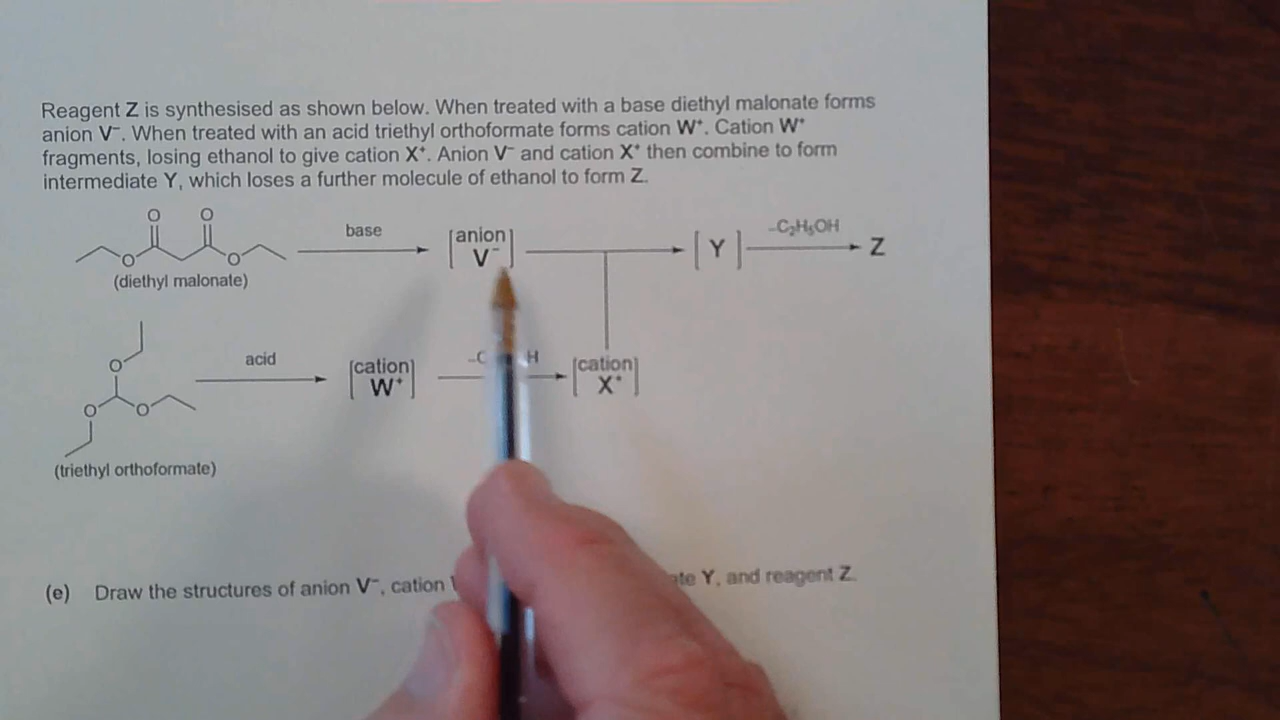 Reagent Z is synthesised as shown below. When treated with a base diethyl malonate forms
anion V⁻. When treated with an acid triethyl orthoformate forms cation W⁺. Cation W⁺
fragments, losing ethanol to give cation X⁺. Anion V⁻ and cation X⁺ then combine to form
intermediate Y, which loses a further molecule of ethanol to form Z.
O O
O O
base
[anion V⁻]
[Y]
–C₂H₅OH
Z
(diethyl malonate)
O
O O
acid
[cation W⁺]
[cation X⁺]
(triethyl orthoformate)
(e) Draw the structures of anion V⁻, cation Y, and reagent Z.